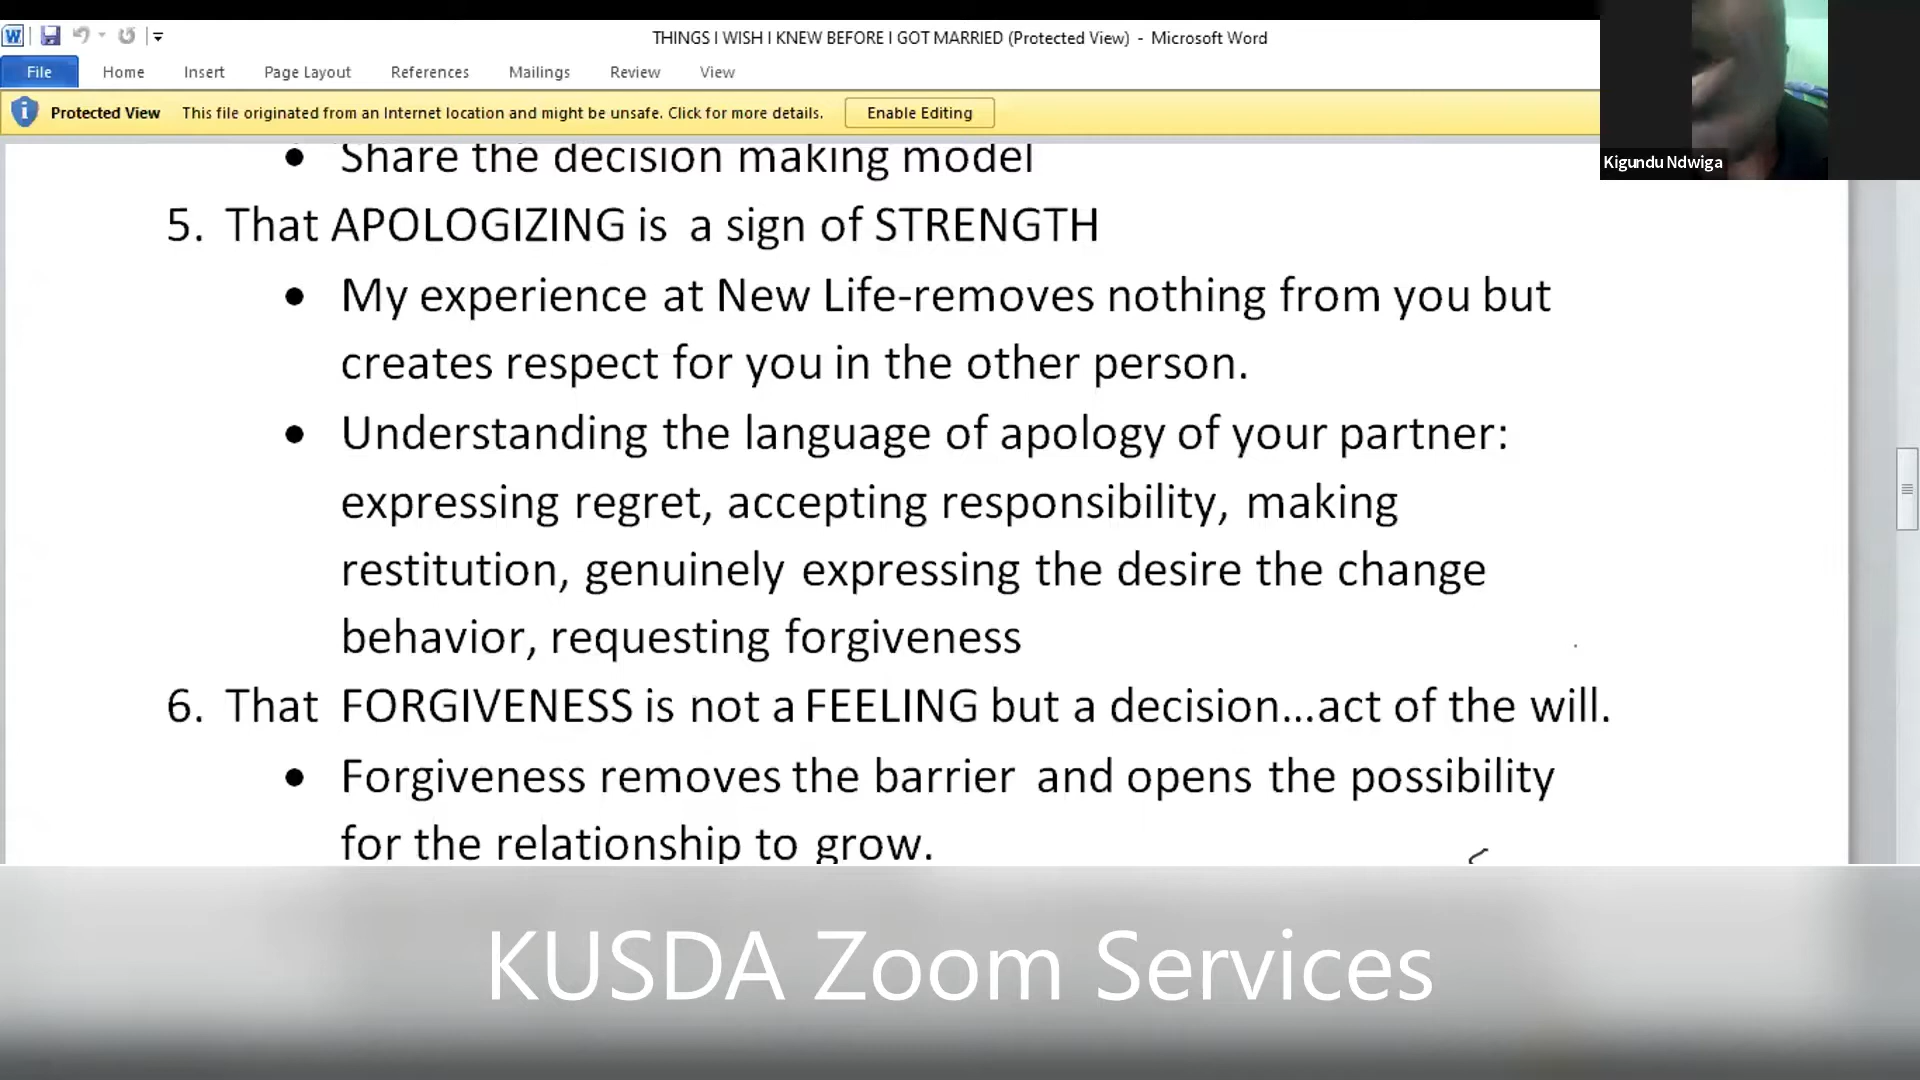 THINGS I WISH I KNEW BEFORE I GOT MARRIED (Protected View) - Microsoft Word
File Home Insert Page Layout References Mailings Review View
Protected View This file originated from an Internet location and might be unsafe. Click for more details. Enable Editing
Kigundu Ndwiga
• Share the decision making model
5. That APOLOGIZING is a sign of STRENGTH
• My experience at New Life-removes nothing from you but
creates respect for you in the other person.
• Understanding the language of apology of your partner:
expressing regret, accepting responsibility, making
restitution, genuinely expressing the desire the change
behavior, requesting forgiveness
6. That FORGIVENESS is not a FEELING but a decision...act of the will.
• Forgiveness removes the barrier and opens the possibility
for the relationship to grow.
KUSDA Zoom Services